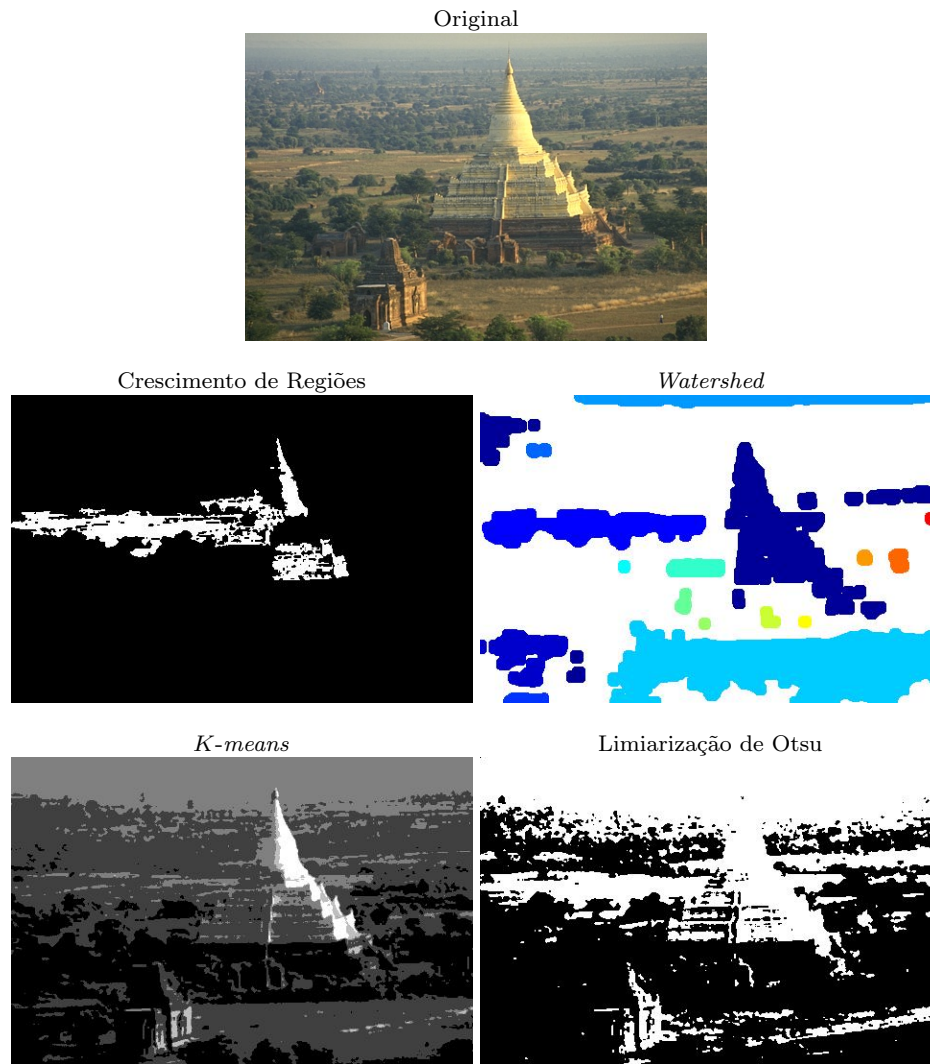 Original
Crescimento de Regiões
Watershed
K-means
Limiarização de Otsu